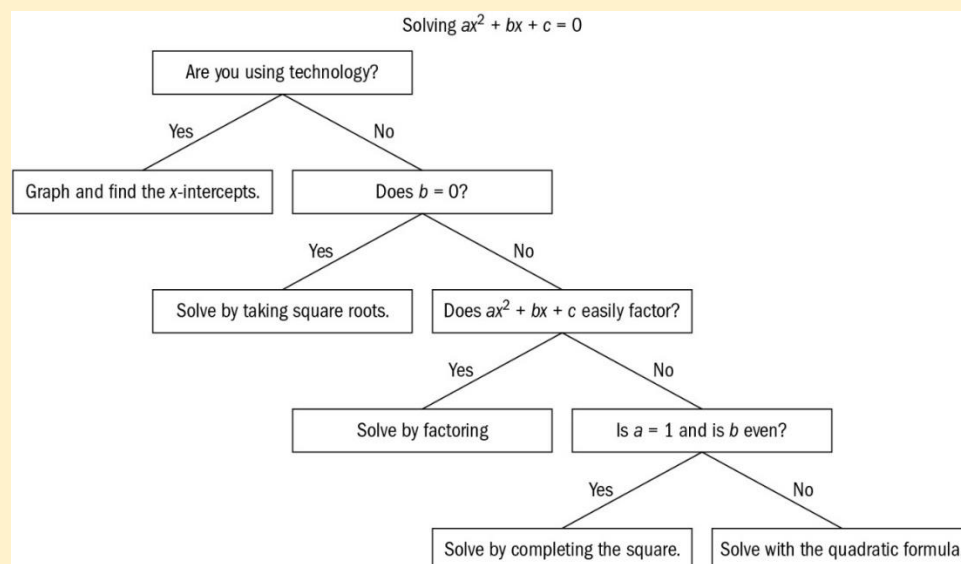 Solving ax² + bx + c = 0
Are you using technology?
Yes
No
Graph and find the x-intercepts.
Does b = 0?
Yes
No
Solve by taking square roots.
Does ax² + bx + c easily factor?
Yes
No
Solve by factoring
Is a = 1 and is b even?
Yes
No
Solve by completing the square.
Solve with the quadratic formula